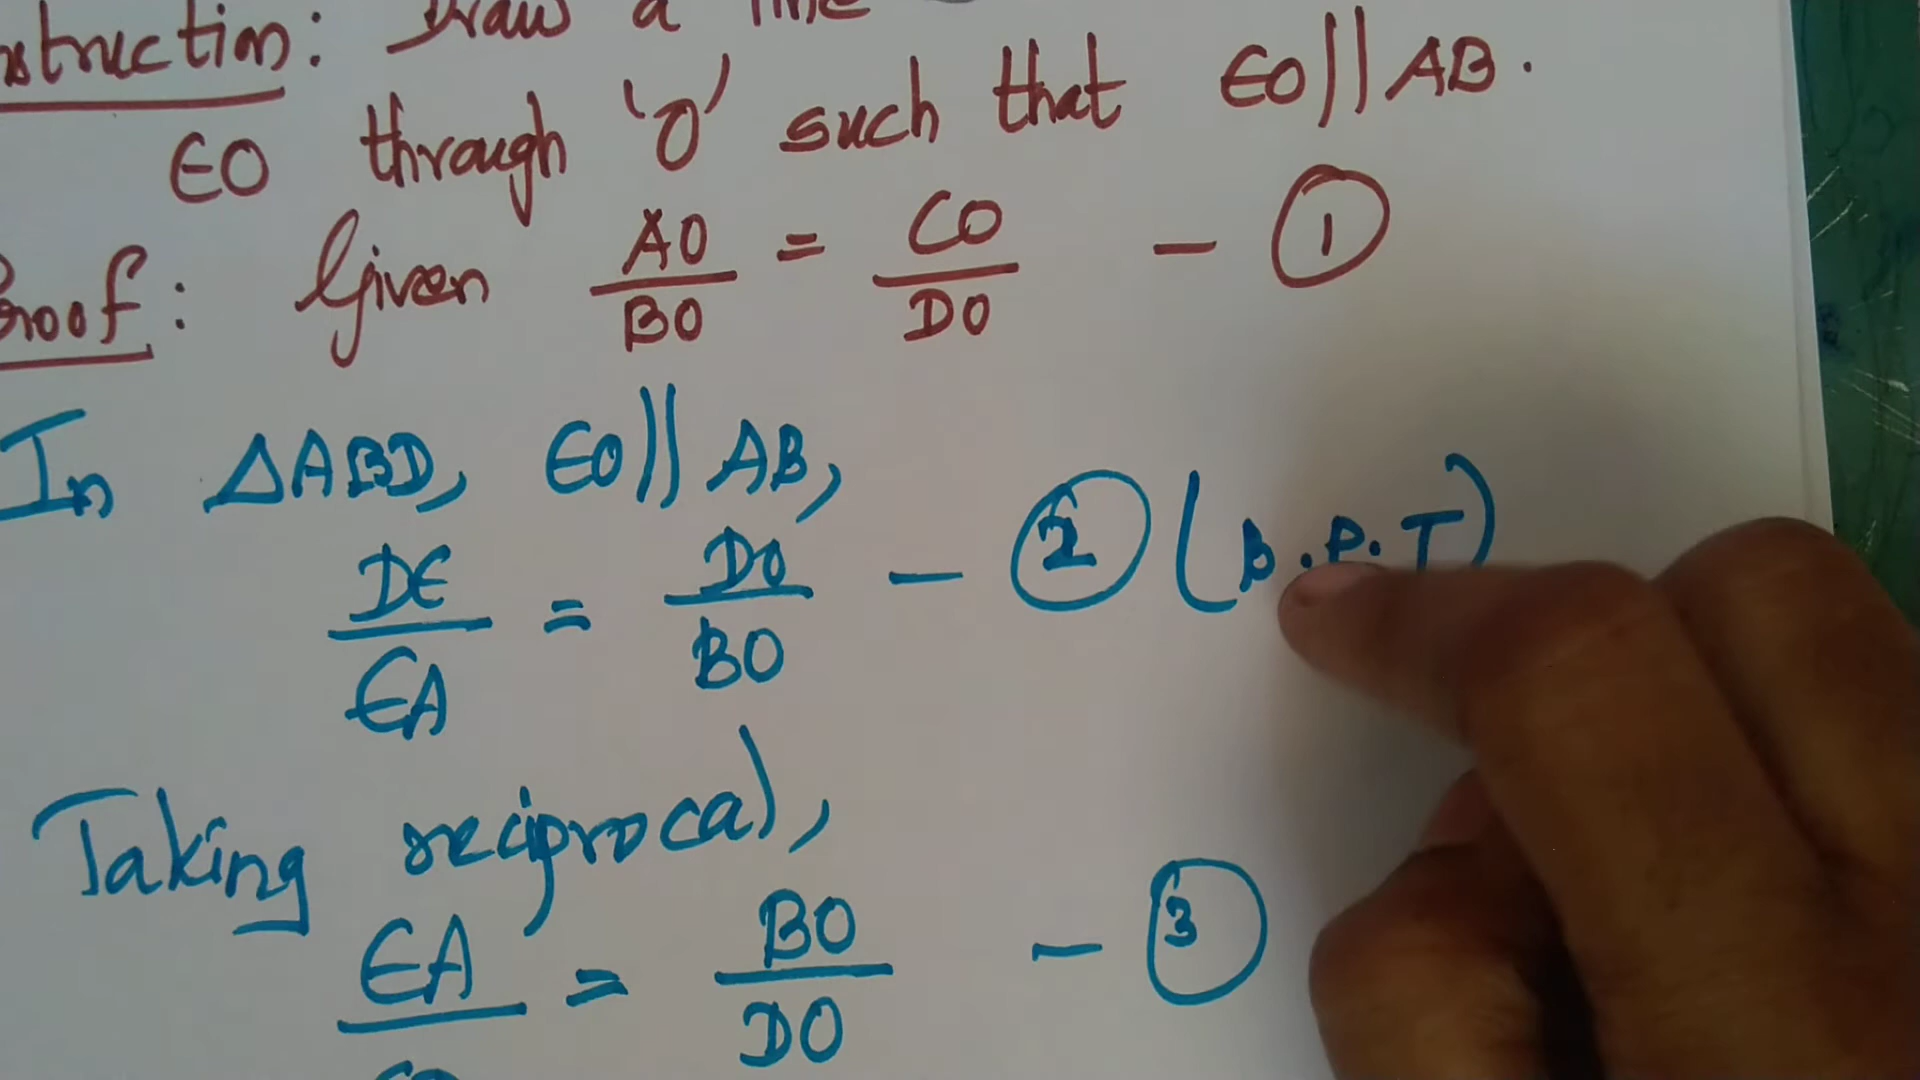 struction: Draw a line
EO through 'O' such that EO||AB.
Proof: Given AO/BO = CO/DO - ①
In △ABD, EO||AB,
DE/EA = DO/BO - ② (B.P.T)
Taking reciprocal,
EA = BO/DO - ③